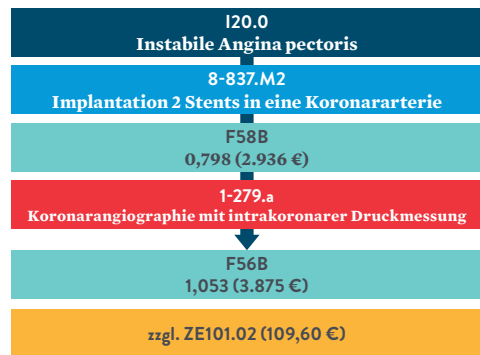 I20.0
Instabile Angina pectoris
8-837.M2
Implantation 2 Stents in eine Koronararterie
F58B
0,798 (2.936 €)
1-279.a
Koronarangiographie mit intrakoronarer Druckmessung
F56B
1,053 (3.875 €)
zzgl. ZE101.02 (109,60 €)